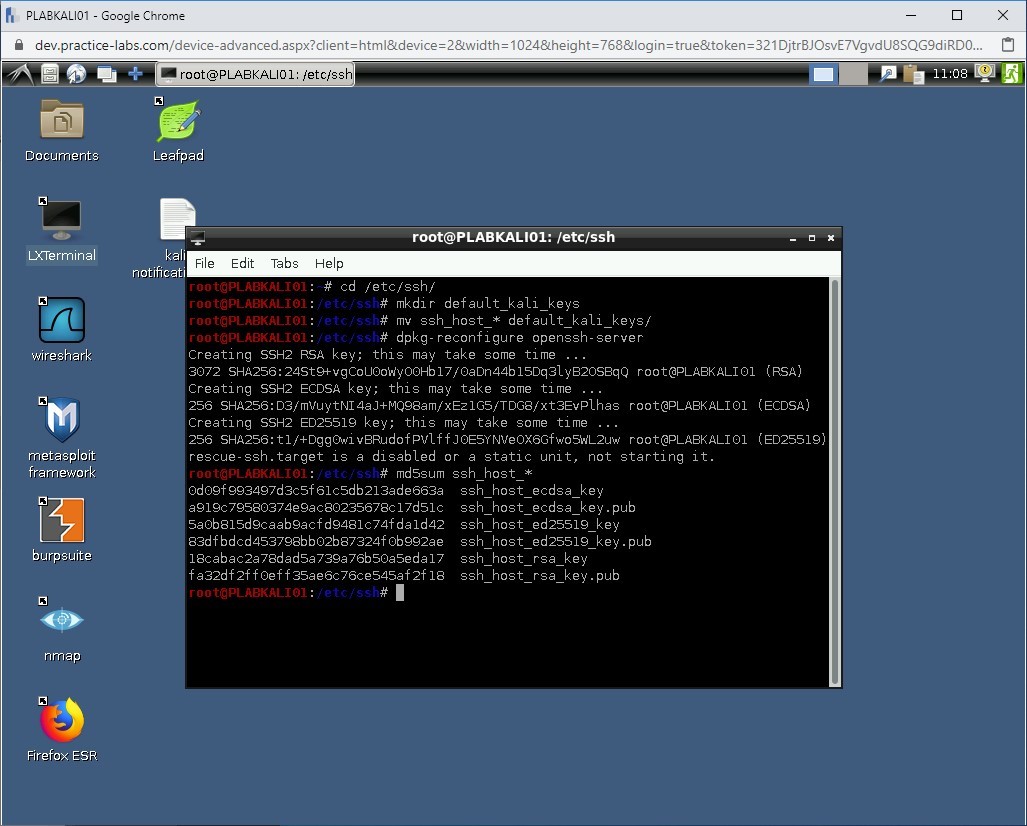 PLABKALI01 - Google Chrome
dev.practice-labs.com/device-advanced.aspx?client=html&device=2&width=1024&height=768&login=true&token=321DjtrBJOsvE7VgvdU8SQG9diRD0...
root@PLABKALI01: /etc/ssh
11:08
Documents
Leafpad
LXTerminal
kali
notificati
wireshark
metasploit
framework
burpsuite
nmap
Firefox ESR
root@PLABKALI01: /etc/ssh
File Edit Tabs Help
root@PLABKALI01:~# cd /etc/ssh/
root@PLABKALI01:/etc/ssh# mkdir default_kali_keys
root@PLABKALI01:/etc/ssh# mv ssh_host_* default_kali_keys/
root@PLABKALI01:/etc/ssh# dpkg-reconfigure openssh-server
Creating SSH2 RSA key; this may take some time ...
3072 SHA256:24St9+vgCoU0oWyO0Hb17/0aDn44b15Dq3lyB2OSBqQ root@PLABKALI01 (RSA)
Creating SSH2 ECDSA key; this may take some time ...
256 SHA256:D3/mVuytNI4aJ+MQ98am/xEz1G5/TDG8/xt3EvPlhas root@PLABKALI01 (ECDSA)
Creating SSH2 ED25519 key; this may take some time ...
256 SHA256:t1/+Dgg0wivBRudofPVlffJ0E5YNVeOX6Gfwo5WL2uw root@PLABKALI01 (ED25519)
rescue-ssh.target is a disabled or a static unit, not starting it.
root@PLABKALI01:/etc/ssh# md5sum ssh_host_*
0d09f993497d3c5f61c5db213ade663a  ssh_host_ecdsa_key
a919c79580374e9ac80235678c17d51c  ssh_host_ecdsa_key.pub
5a0b815d9caab9acfd9481c74fda1d42  ssh_host_ed25519_key
83dfbdcd453798bb02b87324f0b992ae  ssh_host_ed25519_key.pub
18cabac2a78dad5a739a76b50a5eda17  ssh_host_rsa_key
fa32df2ff0eff35ae6c76ce545af2f18  ssh_host_rsa_key.pub
root@PLABKALI01:/etc/ssh#